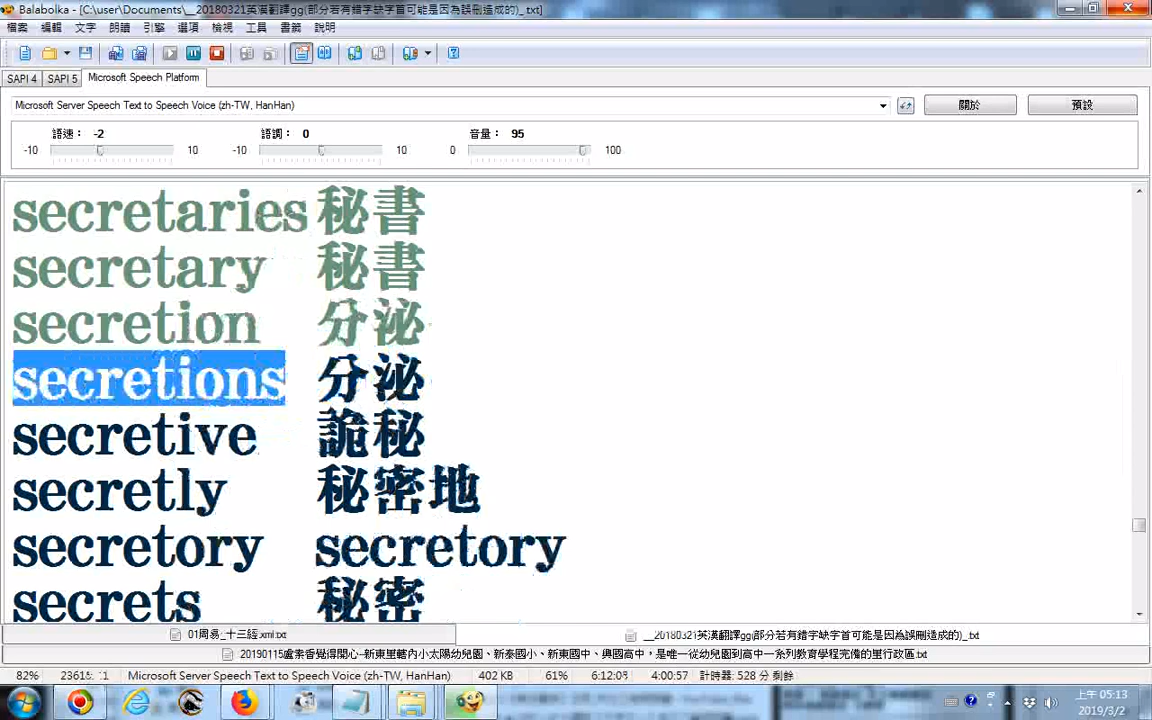 Balabolka - [C:\user\Documents\__20180321英漢翻譯gg(部分若有錯字缺字首可能是因為誤刪造成的)_.txt]
檔案 編輯 文字 朗讀 引擎 選項 檢視 工具 書籤 說明
SAPI 4 SAPI 5 Microsoft Speech Platform
Microsoft Server Speech Text to Speech Voice (zh-TW, HanHan) 關於 預設
語速： -2 語調： 0 音量： 95
-10 10 -10 10 0 100
secretaries 秘書
secretary 秘書
secretion 分泌
secretions 分泌
secretive 詭秘
secretly 秘密地
secretory secretory
secrets 秘密
01周易_十三經.xml.txt __20180321英漢翻譯gg(部分若有錯字缺字首可能是因為誤刪造成的)_.txt
20190115盧素香覺得開心~新東里轄內小太陽幼兒園、新泰國小、新東國中、興國高中，是唯一從幼兒園到高中一系列教育學程完備的里行政區.txt
82% Microsoft Server Speech Text to Speech Voice (zh-TW, HanHan) 402 KB 61% 4:00:57 計時器: 528 分 剩餘
上午 05:13
2019/3/2